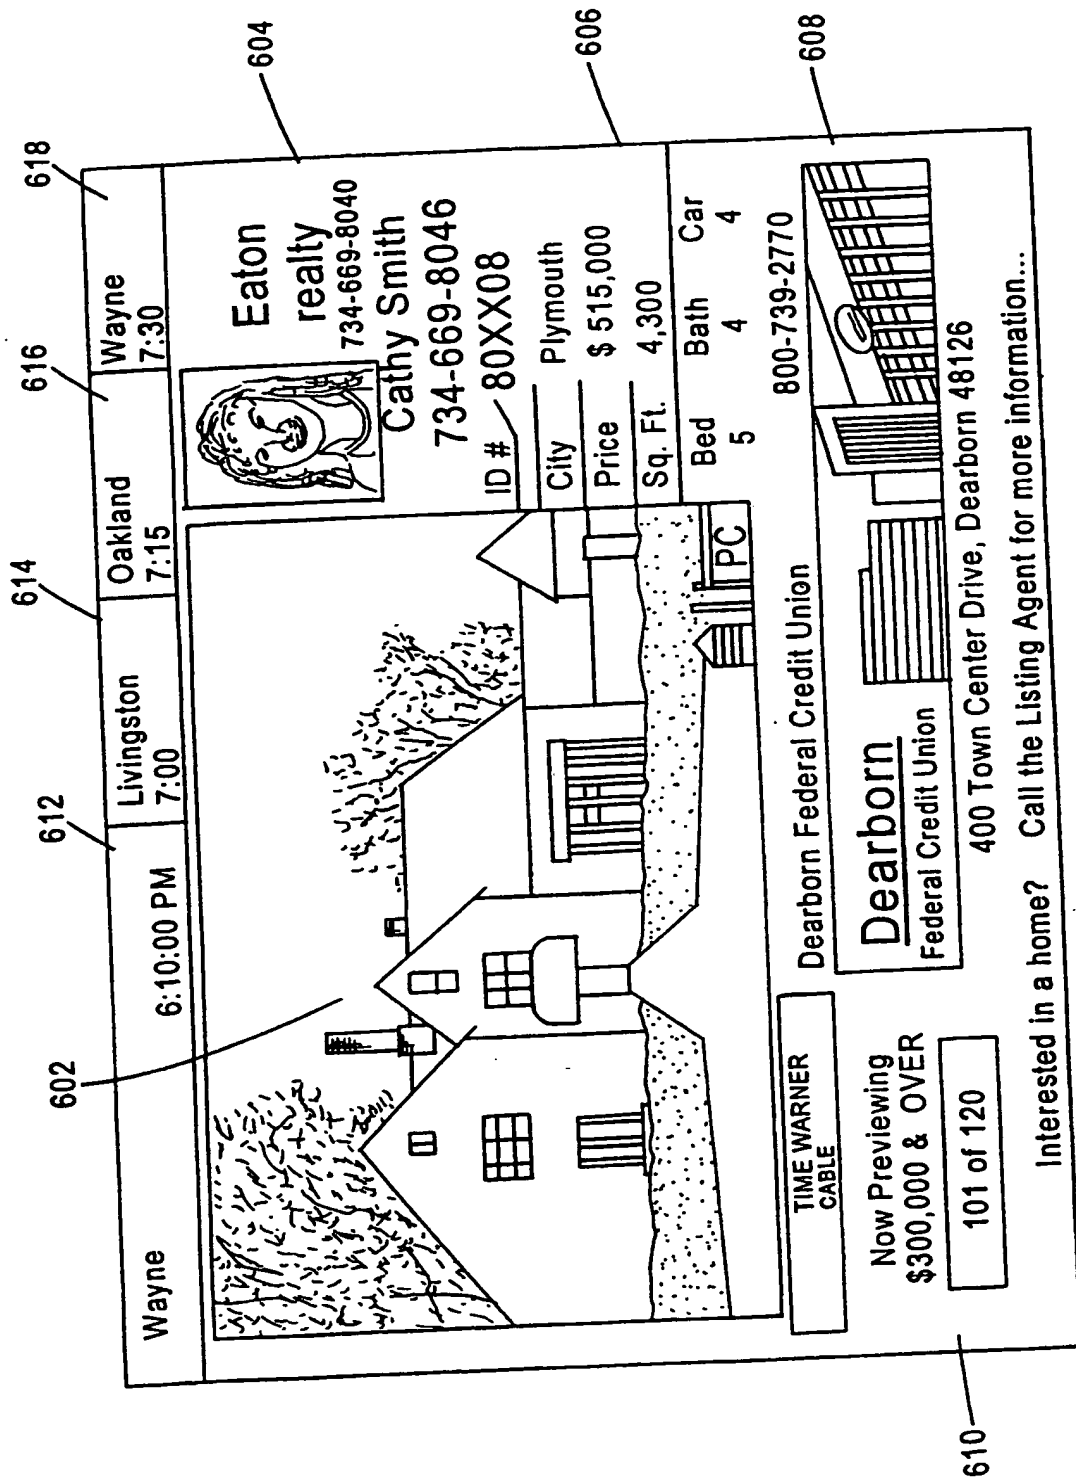 612
614
616
618
Wayne
6:10:00 PM
Livingston
7:00
Oakland
7:15
Wayne
7:30
602
604
Eaton
realty
734-669-8040
Cathy Smith
734-669-8046
ID # 80XX08
City Plymouth
Price $ 515,000
Sq. Ft. 4,300
606
Bed Bath Car
5 4 4
PC
TIME WARNER
CABLE
Now Previewing
$300,000 & OVER
101 of 120
Dearborn Federal Credit Union 800-739-2770
Dearborn
Federal Credit Union
400 Town Center Drive, Dearborn 48126
608
Interested in a home? Call the Listing Agent for more information...
610